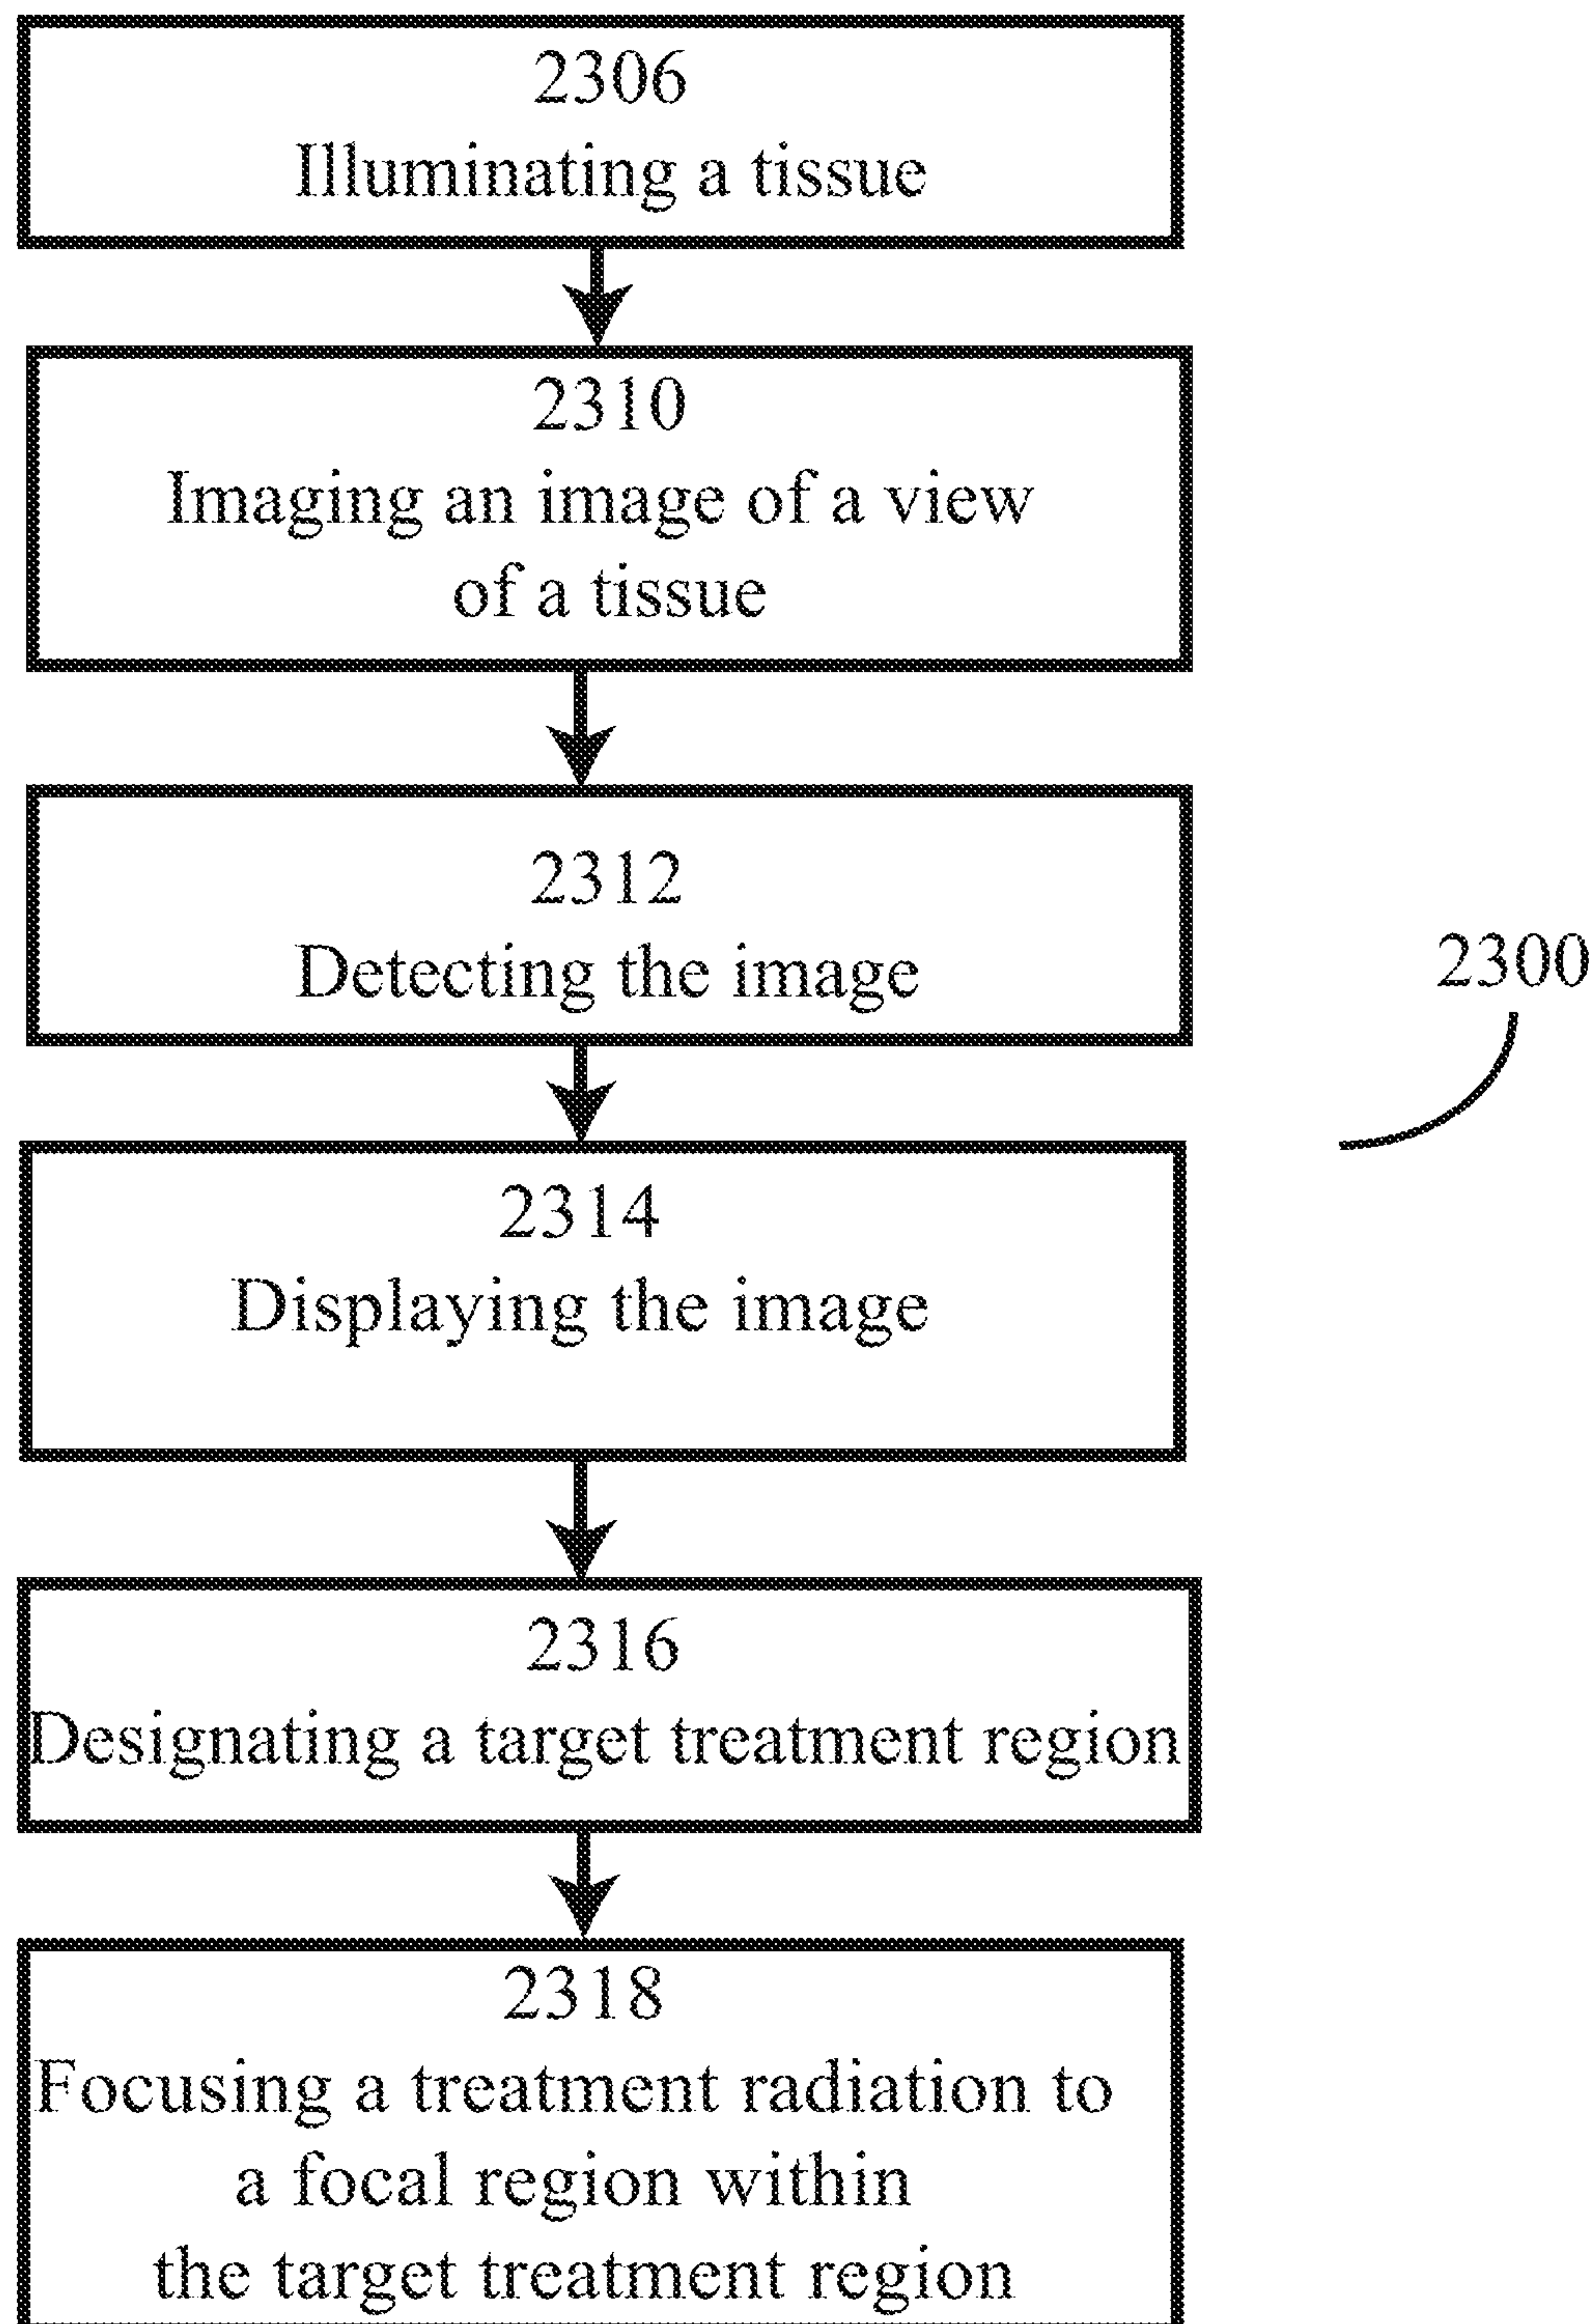 2306
Illuminating a tissue
2310
Imaging an image of a view
of a tissue
2312
Detecting the image
2300
2314
Displaying the image
2316
Designating a target treatment region
2318
Focusing a treatment radiation to
a focal region within
the target treatment region